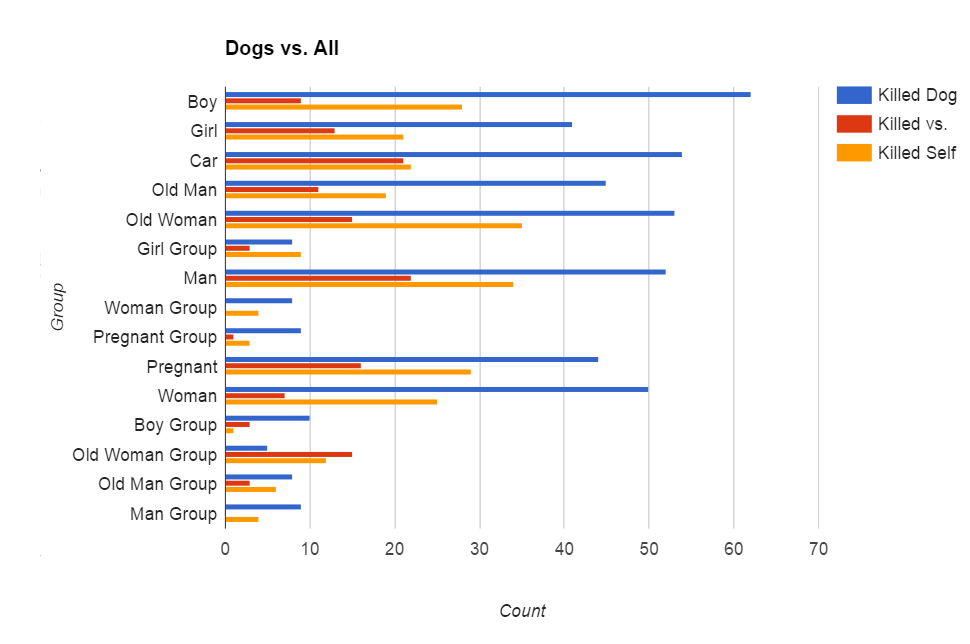 Dogs vs. All
Killed Dog
Killed vs.
Killed Self
Boy
Girl
Car
Old Man
Old Woman
Girl Group
Man
Woman Group
Pregnant Group
Pregnant
Woman
Boy Group
Old Woman Group
Old Man Group
Man Group
Group
0 10 20 30 40 50 60 70
Count